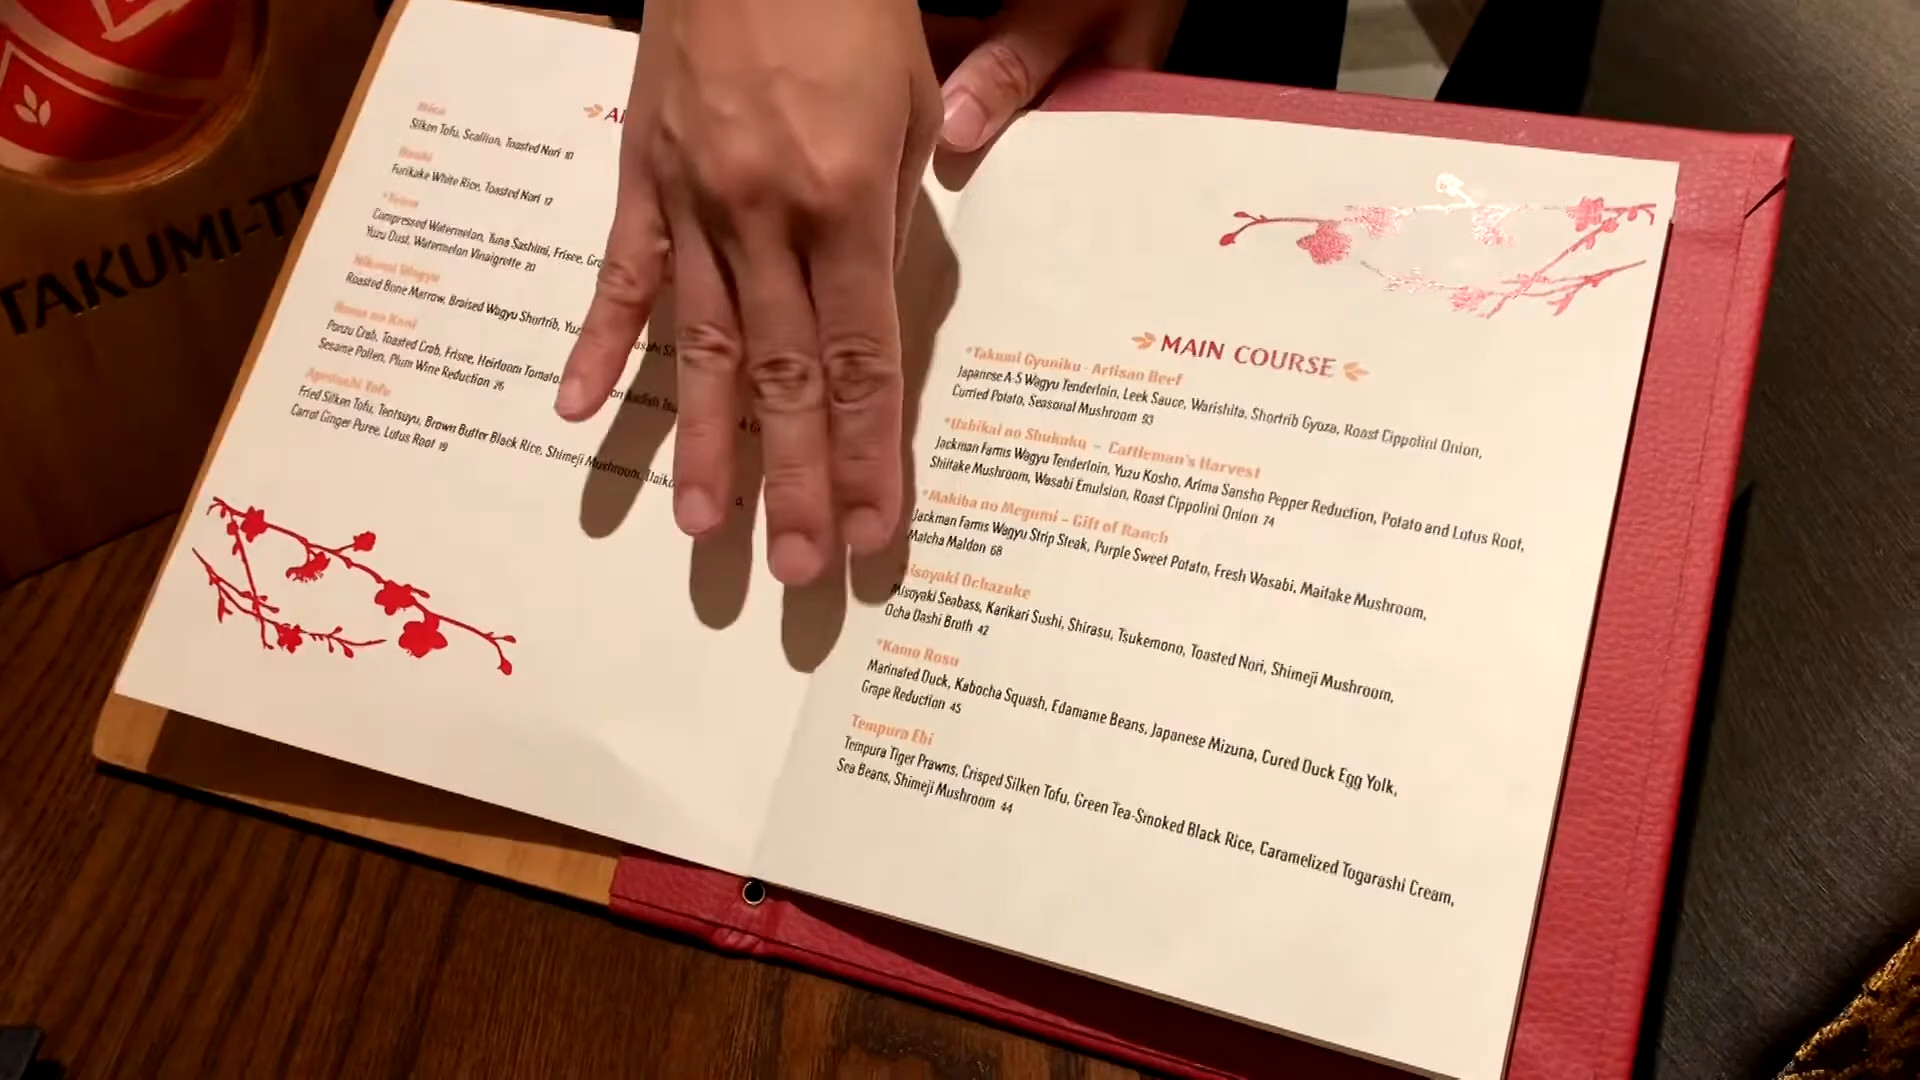 TAKUMI-TE
Silken Tofu, Scallion, Toasted Nori 10
Furikake White Rice, Toasted Nori 12
Compressed Watermelon, Tuna Sashimi, Frisee,
Yuzu Dust, Watermelon Vinaigrette 20
Nikomi Wagyu
Roasted Bone Marrow, Braised Wagyu Shortrib,
Hana no Kani
Ponzu Crab, Toasted Crab, Frisee, Heirloom Tomato,
Sesame Pollen, Plum Wine Reduction 26
Agedashi Tofu
Fried Silken Tofu, Tentsuyu, Brown Butter Black Rice, Shimeji Mushroom,
Carrot Ginger Puree, Lotus Root 19
MAIN COURSE
*Takumi Gyuniku - Artisan Beef
Japanese A-5 Wagyu Tenderloin, Leek Sauce, Warishita, Shortrib Gyoza, Roast Cippolini Onion,
Curried Potato, Seasonal Mushroom 93
*Ushikai no Shukaku – Cattleman's Harvest
Jackman Farms Wagyu Tenderloin, Yuzu Kosho, Arima Sansho Pepper Reduction, Potato and Lotus Root,
Shiitake Mushroom, Wasabi Emulsion, Roast Cippolini Onion 74
*Makiba no Megumi – Gift of Ranch
Jackman Farms Wagyu Strip Steak, Purple Sweet Potato, Fresh Wasabi, Maitake Mushroom,
Matcha Maldon 68
isoyaki Ochazuke
Misoyaki Seabass, Karikari Sushi, Shirasu, Tsukemono, Toasted Nori, Shimeji Mushroom,
Ocha Dashi Broth 42
*Kamo Rosu
Marinated Duck, Kabocha Squash, Edamame Beans, Japanese Mizuna, Cured Duck Egg Yolk,
Grape Reduction 45
Tempura Ebi
Tempura Tiger Prawns, Crisped Silken Tofu, Green Tea-Smoked Black Rice, Caramelized Togarashi Cream,
Sea Beans, Shimeji Mushroom 44